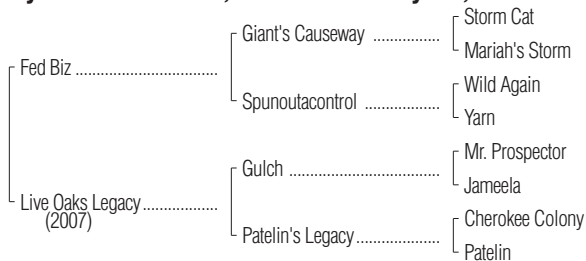 Giant's Causeway ................
Storm Cat
Mariah's Storm
Fed Biz ..................................
Spunoutacontrol ..................
Wild Again
Yarn
Gulch ....................................
Mr. Prospector
Jameela
Live Oaks Legacy ..................
(2007)
Patelin's Legacy ....................
Cherokee Colony
Patelin